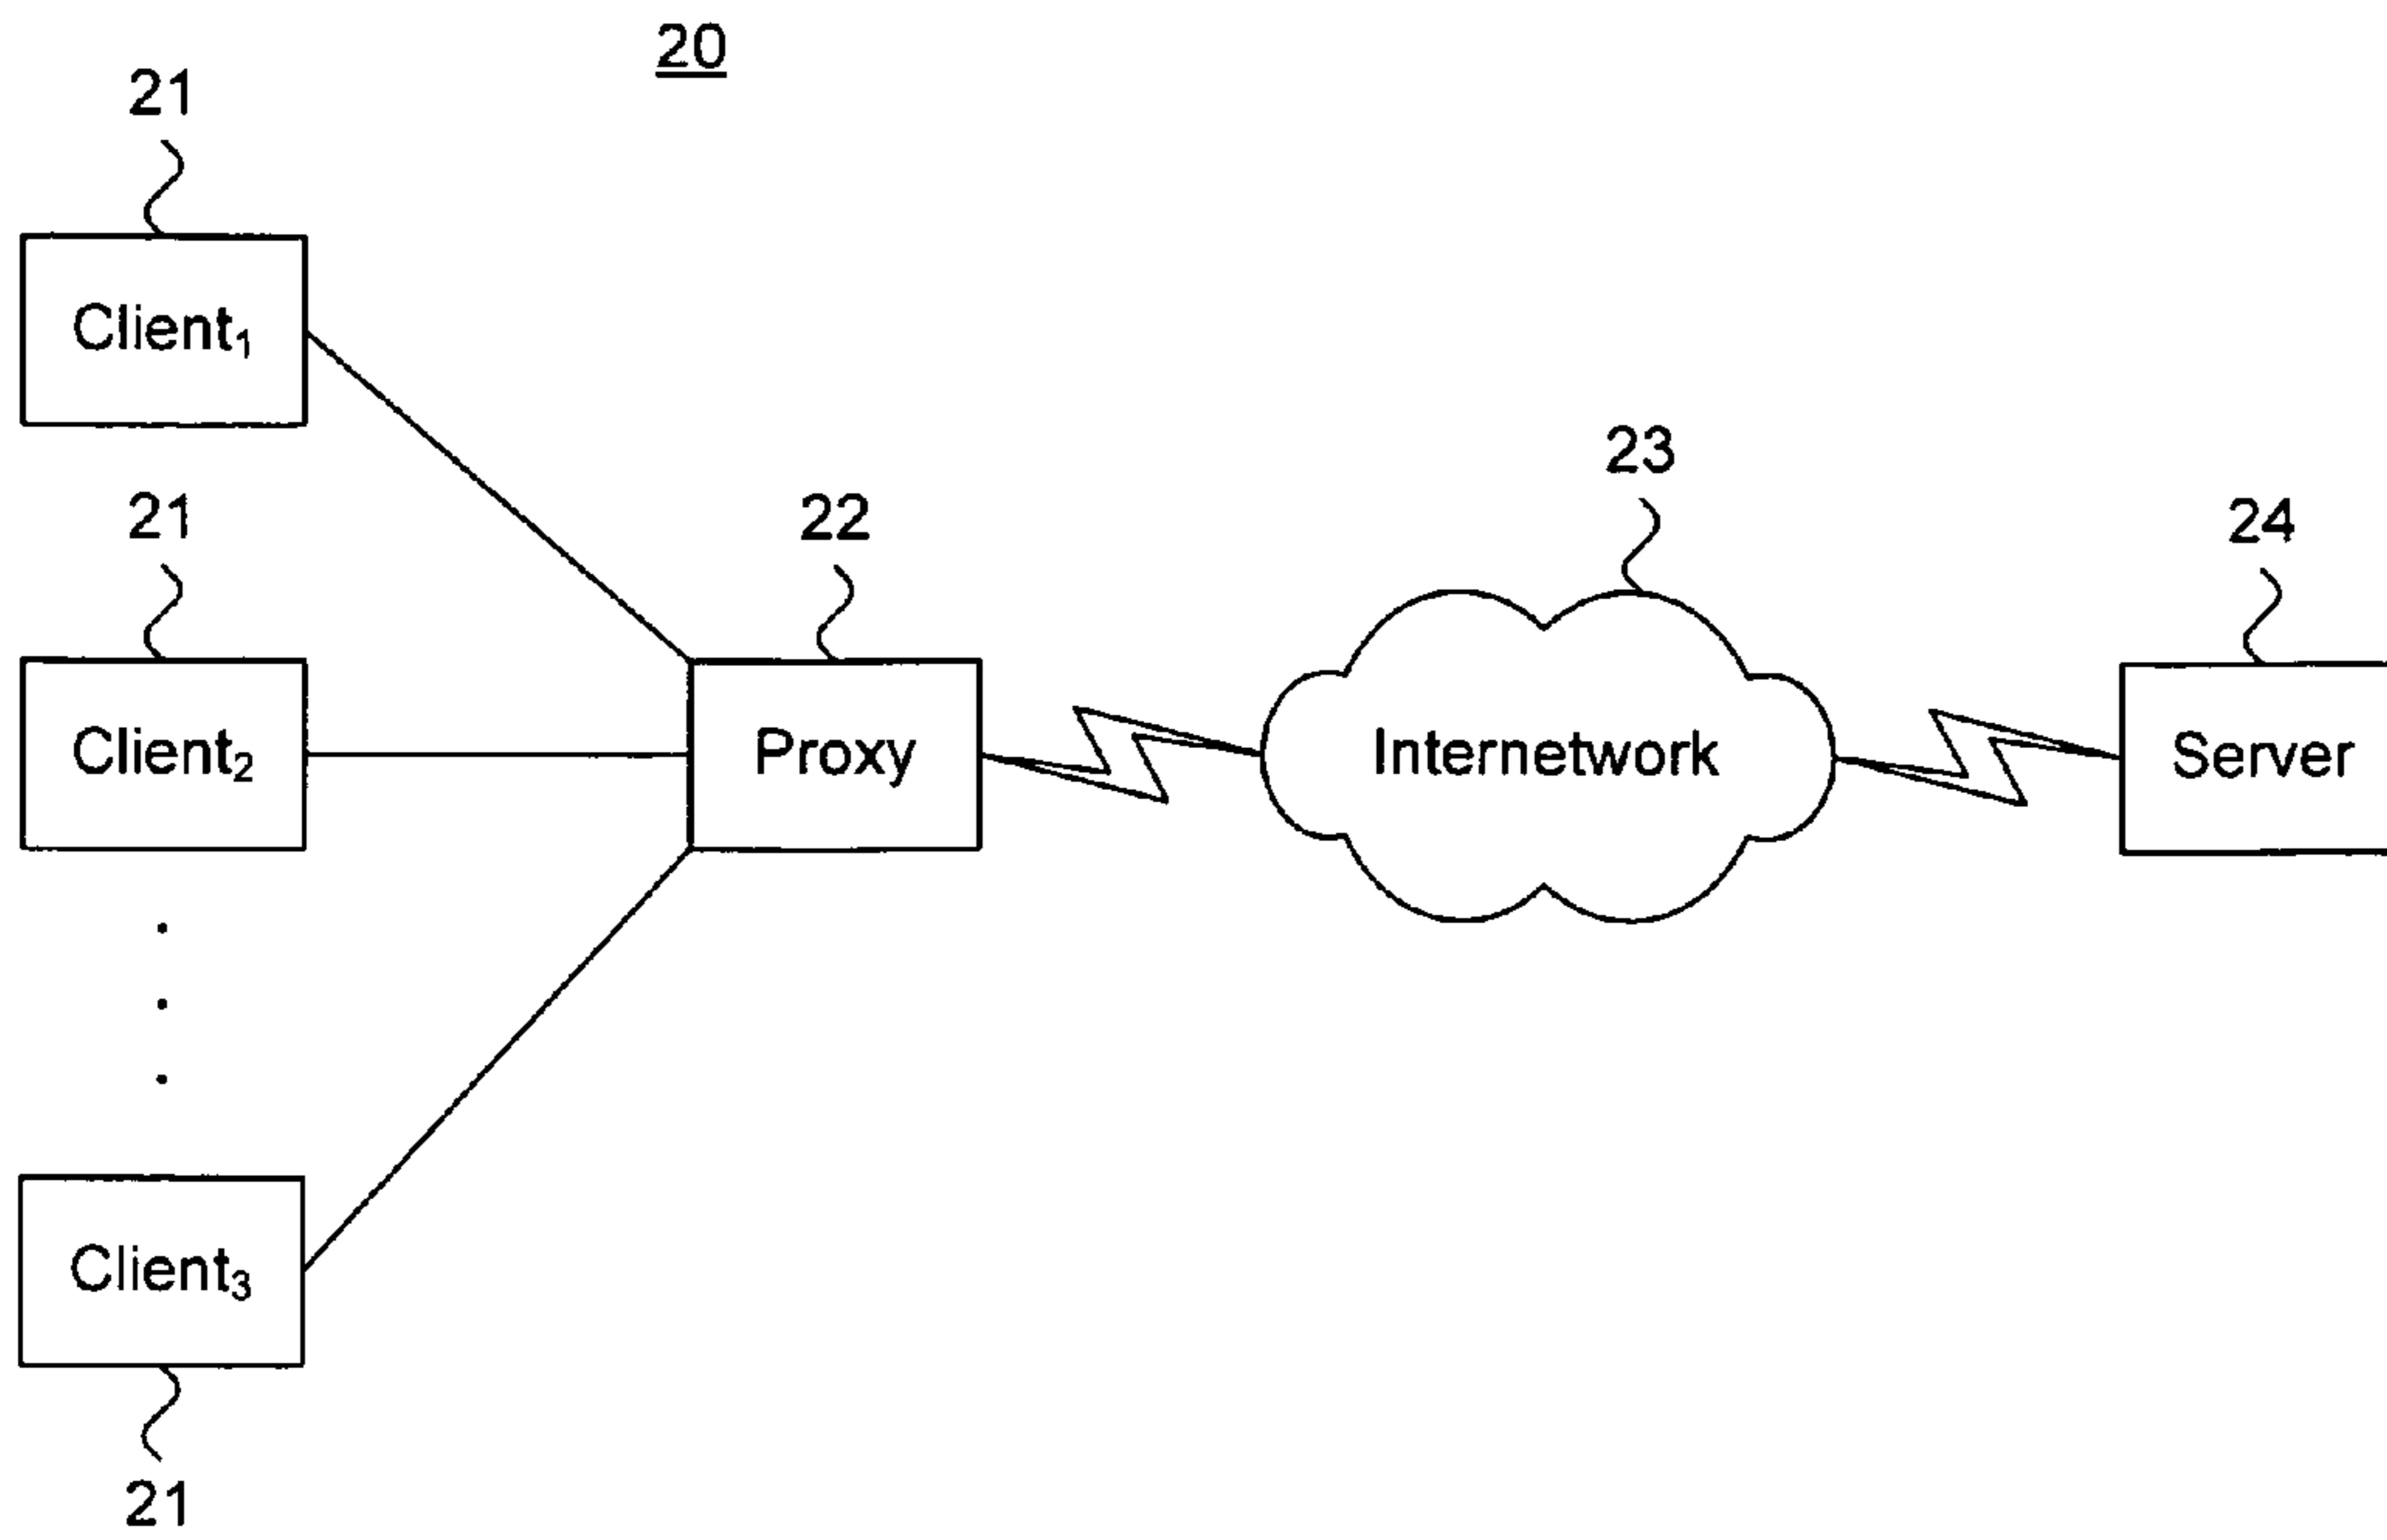 20
21
Client₁
23
21
22
24
Client₂
Proxy
Internetwork
Server
Client₃
21